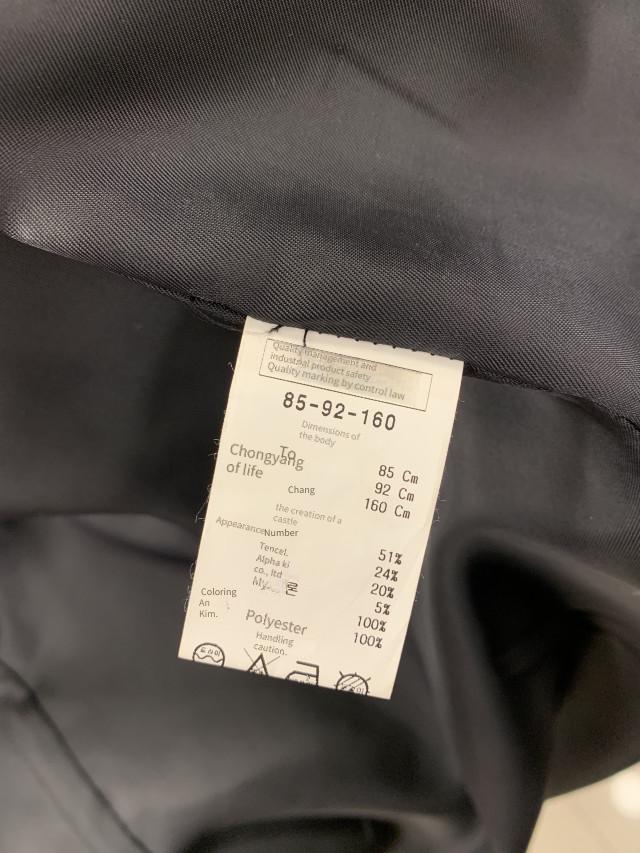 Quality management and
industrial product safety
Quality marking by control law
85-92-160
Dimensions of
the body
To
Chongyang
of life
85 Cm
Chang
92 Cm
160 Cm
the creation of a
castle
Appearance
Number
Tencel.
51%
Alpha ki
24%
co., ltd
My
20%
5%
Coloring
An
Kim.
100%
Polyester
100%
Handling
caution.